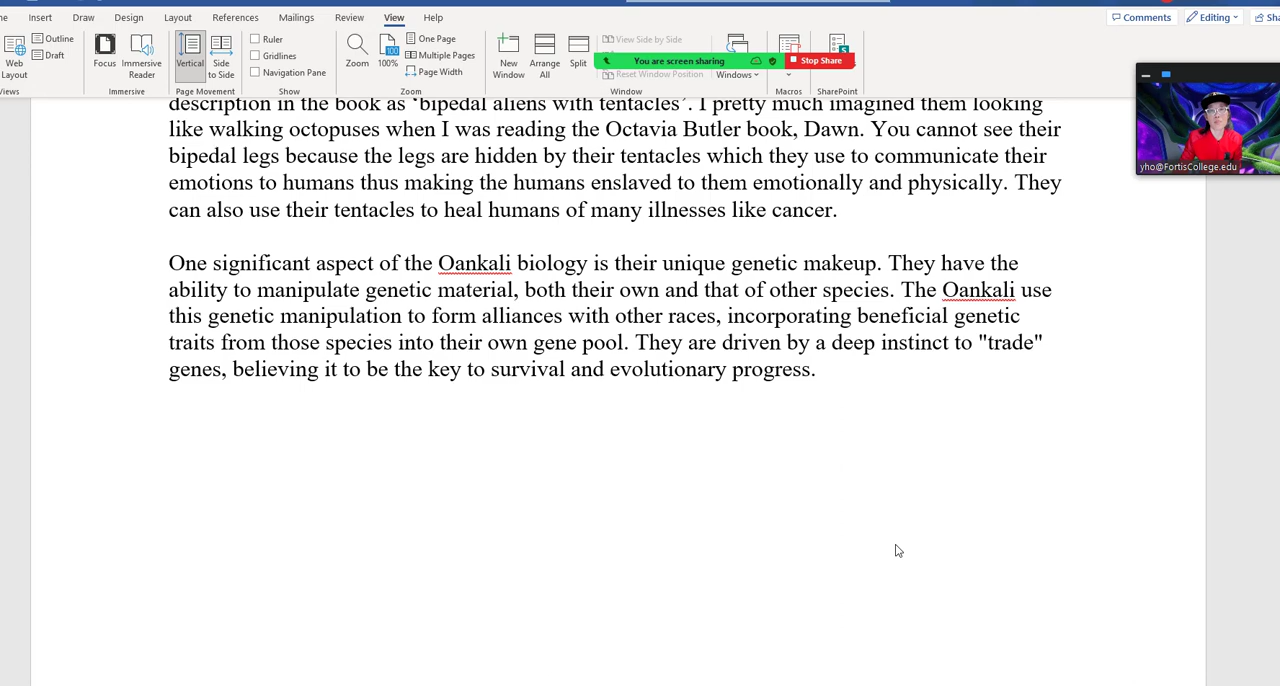 Insert Draw Design Layout References Mailings Review View Help
Comments Editing
Web Layout
Outline
Draft
Focus
Immersive Reader
Vertical
Side to Side
Ruler
Gridlines
Navigation Pane
Zoom
100
100%
One Page
Multiple Pages
Page Width
New Window
Arrange All
Split
View Side by Side
Reset Window Position
You are screen sharing
Stop Share
Windows
Immersive Page Movement Show Zoom Window Macros SharePoint
yho@FortisCollege.edu
description in the book as ‘bipedal aliens with tentacles’. I pretty much imagined them looking
like walking octopuses when I was reading the Octavia Butler book, Dawn. You cannot see their
bipedal legs because the legs are hidden by their tentacles which they use to communicate their
emotions to humans thus making the humans enslaved to them emotionally and physically. They
can also use their tentacles to heal humans of many illnesses like cancer.
One significant aspect of the Oankali biology is their unique genetic makeup. They have the
ability to manipulate genetic material, both their own and that of other species. The Oankali use
this genetic manipulation to form alliances with other races, incorporating beneficial genetic
traits from those species into their own gene pool. They are driven by a deep instinct to "trade"
genes, believing it to be the key to survival and evolutionary progress.